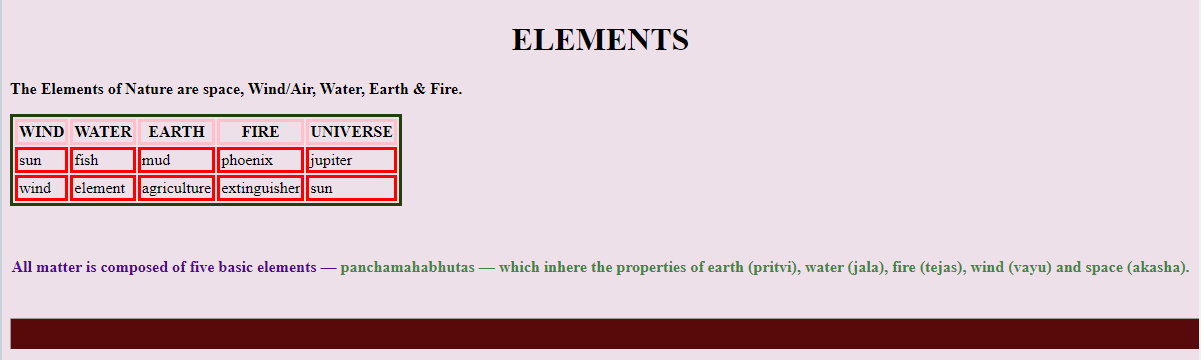 ELEMENTS
The Elements of Nature are space, Wind/Air, Water, Earth & Fire.
WIND WATER EARTH FIRE UNIVERSE
sun fish mud phoenix jupiter
wind element agriculture extinguisher sun
All matter is composed of five basic elements — panchamahabhutas — which inhere the properties of earth (pritvi), water (jala), fire (tejas), wind (vayu) and space (akasha).